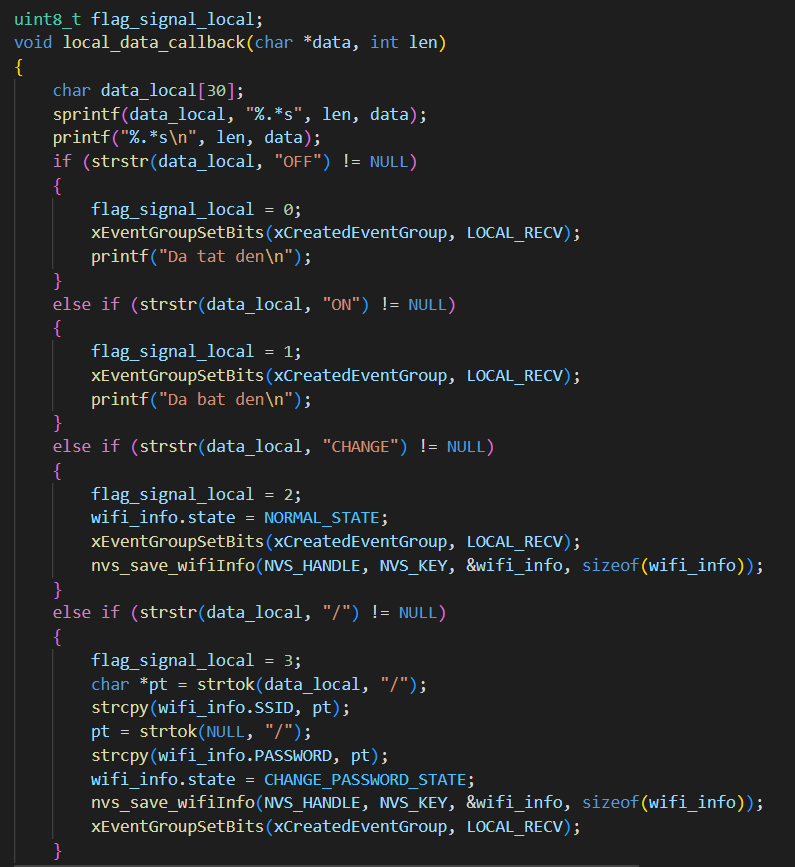 uint8_t flag_signal_local;
void local_data_callback(char *data, int len)
{
    char data_local[30];
    sprintf(data_local, "%.*s", len, data);
    printf("%.*s\n", len, data);
    if (strstr(data_local, "OFF") != NULL)
    {
        flag_signal_local = 0;
        xEventGroupSetBits(xCreatedEventGroup, LOCAL_RECV);
        printf("Da tat den\n");
    }
    else if (strstr(data_local, "ON") != NULL)
    {
        flag_signal_local = 1;
        xEventGroupSetBits(xCreatedEventGroup, LOCAL_RECV);
        printf("Da bat den\n");
    }
    else if (strstr(data_local, "CHANGE") != NULL)
    {
        flag_signal_local = 2;
        wifi_info.state = NORMAL_STATE;
        xEventGroupSetBits(xCreatedEventGroup, LOCAL_RECV);
        nvs_save_wifiInfo(NVS_HANDLE, NVS_KEY, &wifi_info, sizeof(wifi_info));
    }
    else if (strstr(data_local, "/") != NULL)
    {
        flag_signal_local = 3;
        char *pt = strtok(data_local, "/");
        strcpy(wifi_info.SSID, pt);
        pt = strtok(NULL, "/");
        strcpy(wifi_info.PASSWORD, pt);
        wifi_info.state = CHANGE_PASSWORD_STATE;
        nvs_save_wifiInfo(NVS_HANDLE, NVS_KEY, &wifi_info, sizeof(wifi_info));
        xEventGroupSetBits(xCreatedEventGroup, LOCAL_RECV);
    }